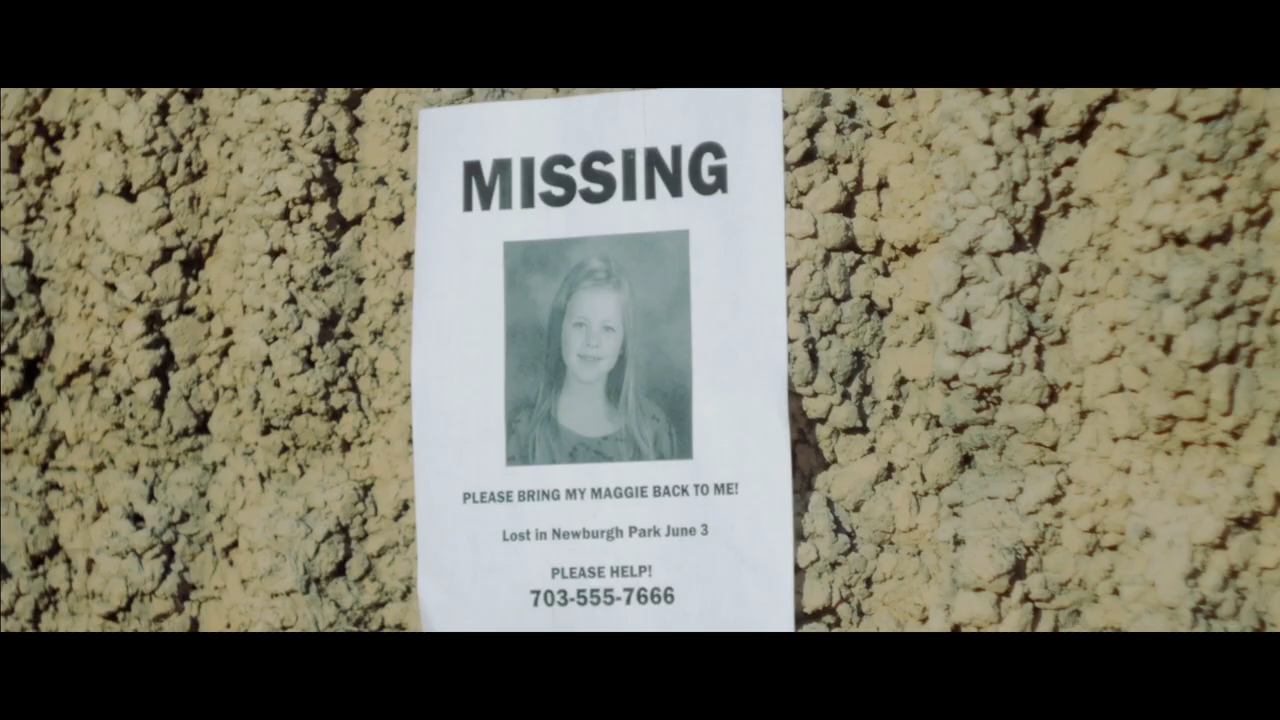 MISSING
PLEASE BRING MY MAGGIE BACK TO ME!
Lost in Newburgh Park June 3
PLEASE HELP!
703-555-7666